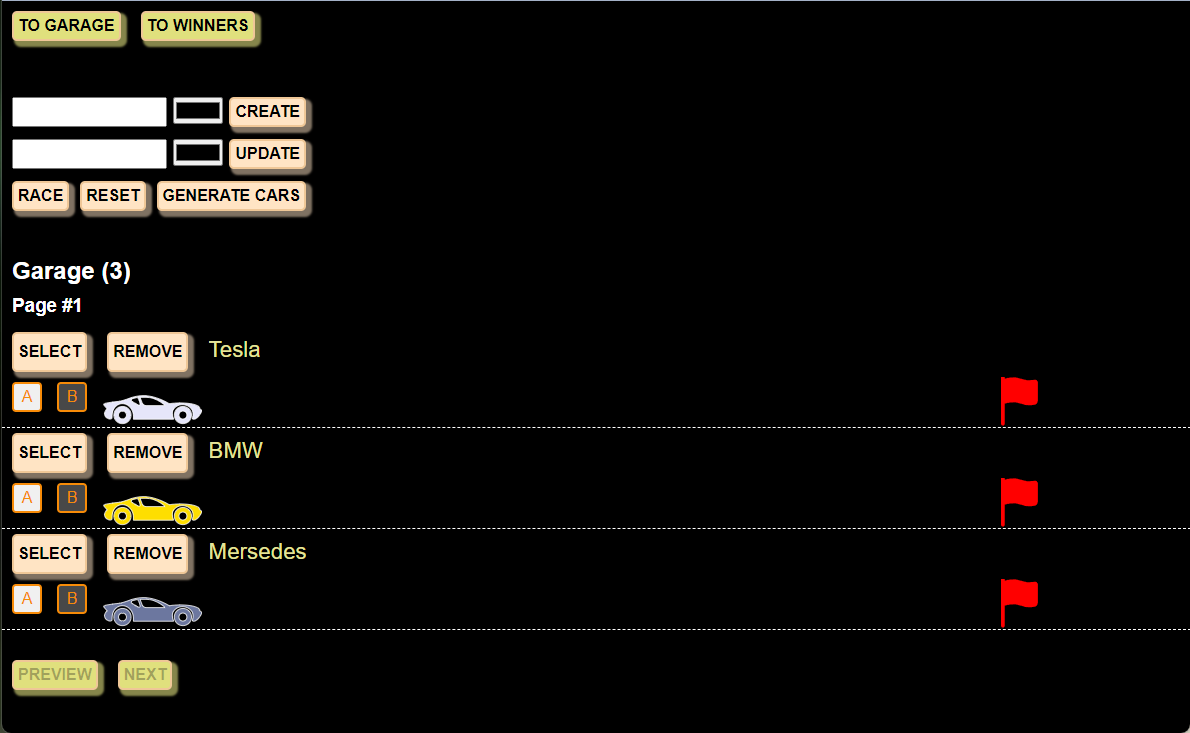 TO GARAGE TO WINNERS
CREATE
UPDATE
RACE RESET GENERATE CARS
Garage (3)
Page #1
SELECT REMOVE Tesla
A B
SELECT REMOVE BMW
A B
SELECT REMOVE Mersedes
A B
PREVIEW NEXT